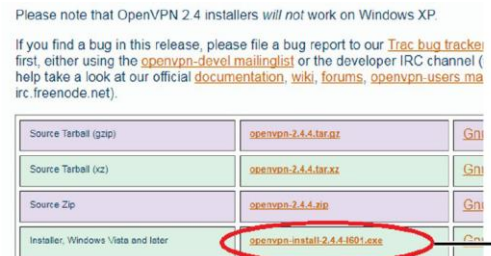 Please note that OpenVPN 2.4 installers will not work on Windows XP.
If you find a bug in this release, please file a bug report to our Trac bug tracker
first, either using the openvpn-devel mailinglist or the developer IRC channel (
help take a look at our official documentation, wiki, forums, openvpn-users ma
irc.freenode.net).
Source Tarball (gzip) openvpn-2.4.4.tar.gz Gn
Source Tarball (xz) openvpn-2.4.4.tar.xz Gn
Source Zip openvpn-2.4.4.zip Gn
Installer, Windows Vista and later openvpn-install-2.4.4-I601.exe Gn